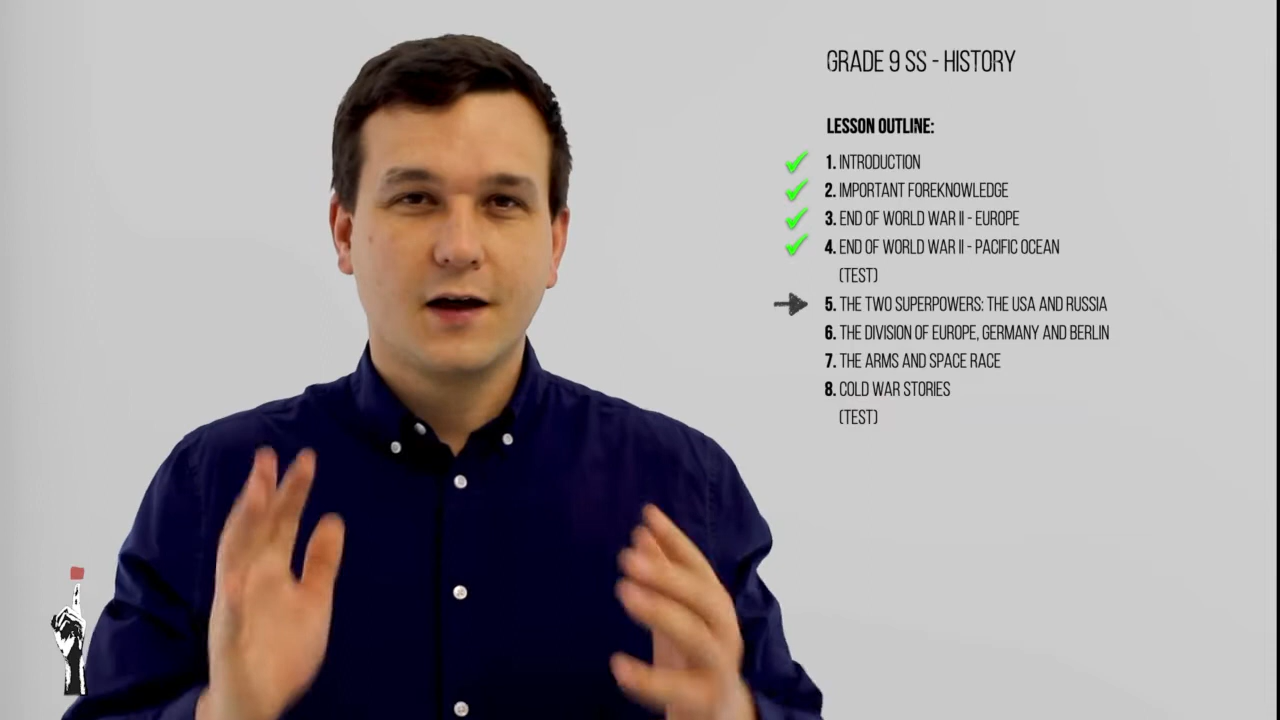 GRADE 9 SS - HISTORY
LESSON OUTLINE:
1. INTRODUCTION
2. IMPORTANT FOREKNOWLEDGE
3. END OF WORLD WAR II - EUROPE
4. END OF WORLD WAR II - PACIFIC OCEAN
(TEST)
5. THE TWO SUPERPOWERS: THE USA AND RUSSIA
6. THE DIVISION OF EUROPE, GERMANY AND BERLIN
7. THE ARMS AND SPACE RACE
8. COLD WAR STORIES
(TEST)